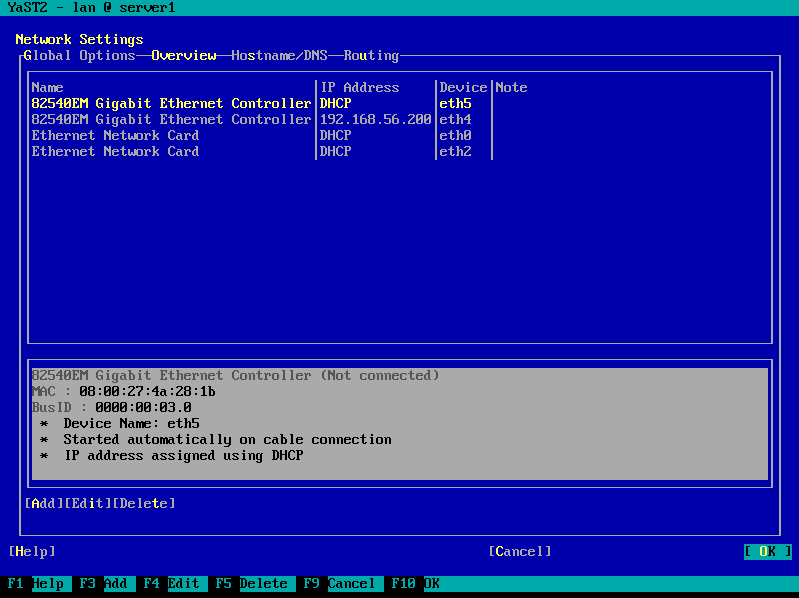 YaST2 - lan @ server1
Network Settings
Global Options Overview Hostname/DNS Routing
Name IP Address Device Note
82540EM Gigabit Ethernet Controller DHCP eth5
82540EM Gigabit Ethernet Controller 192.168.56.200 eth4
Ethernet Network Card DHCP eth0
Ethernet Network Card DHCP eth2
82540EM Gigabit Ethernet Controller (Not connected)
MAC : 08:00:27:4a:28:1b
BusID : 0000:00:03.0
* Device Name: eth5
* Started automatically on cable connection
* IP address assigned using DHCP
[Add][Edit][Delete]
[Help] [Cancel] [ OK ]
F1 Help F3 Add F4 Edit F5 Delete F9 Cancel F10 OK